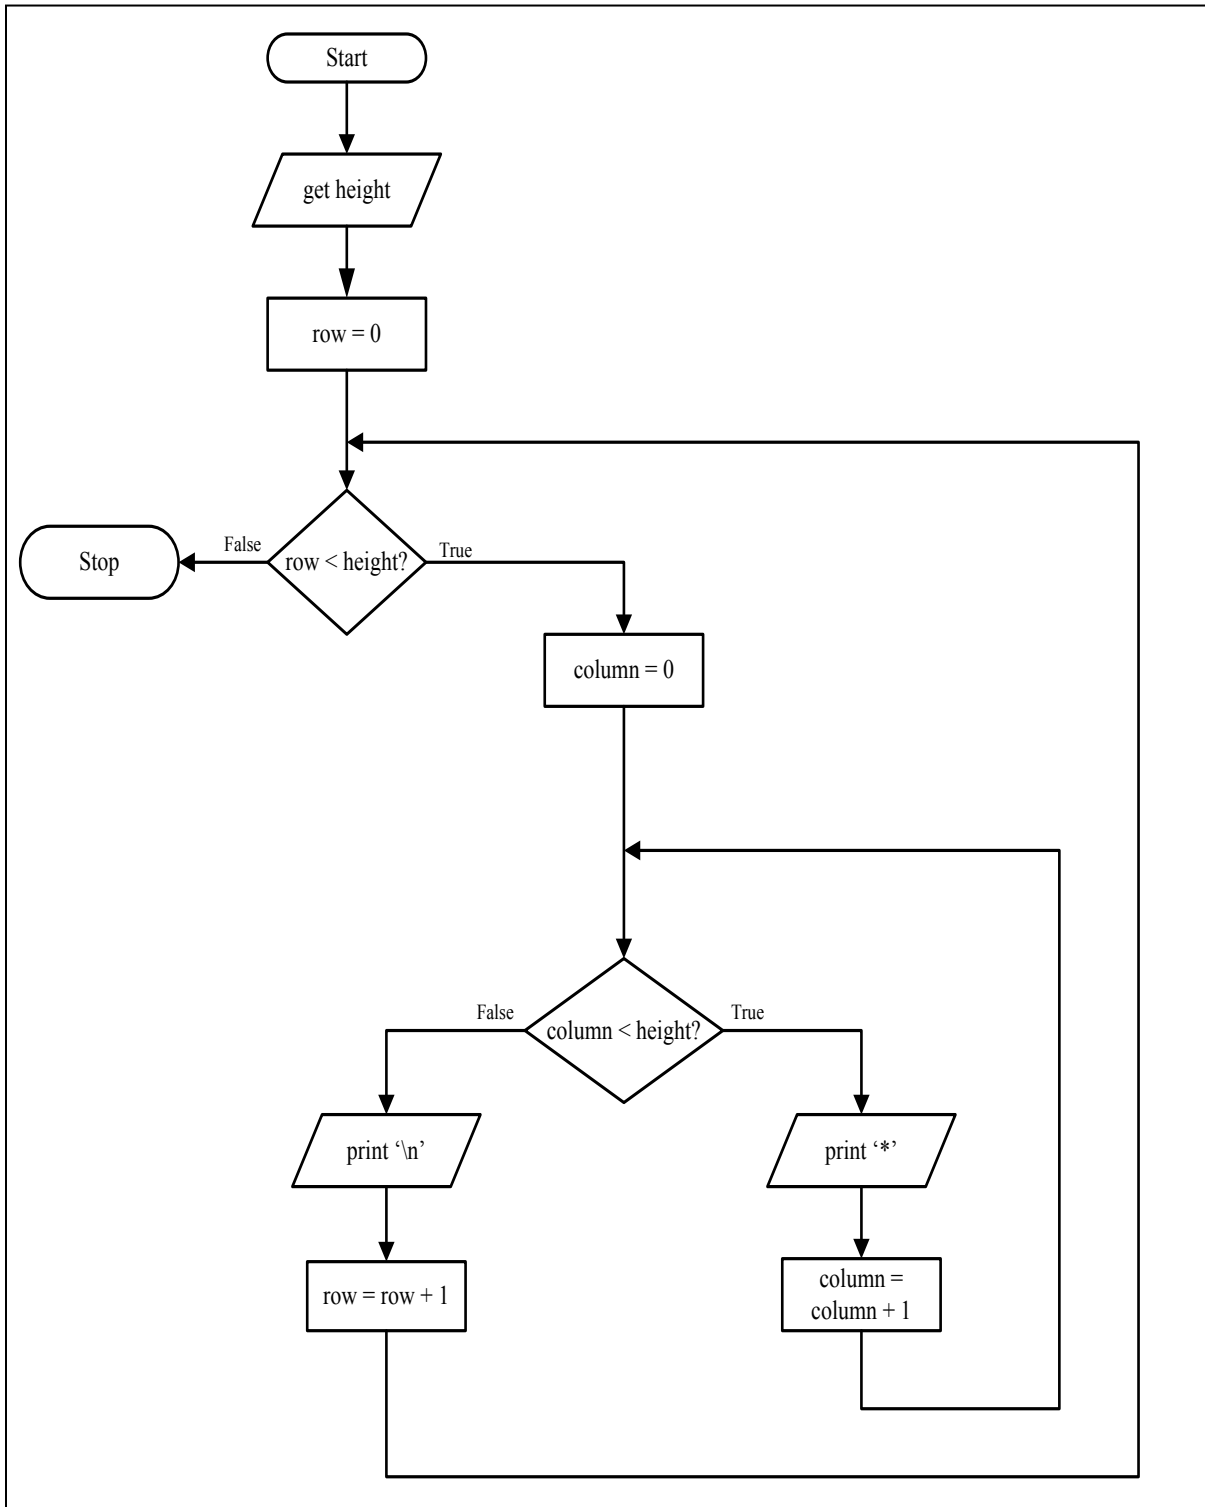 Start
get height
row = 0
row < height?
False
True
Stop
column = 0
column < height?
False
True
print ‘\n’
print ‘*’
row = row + 1
column =
column + 1